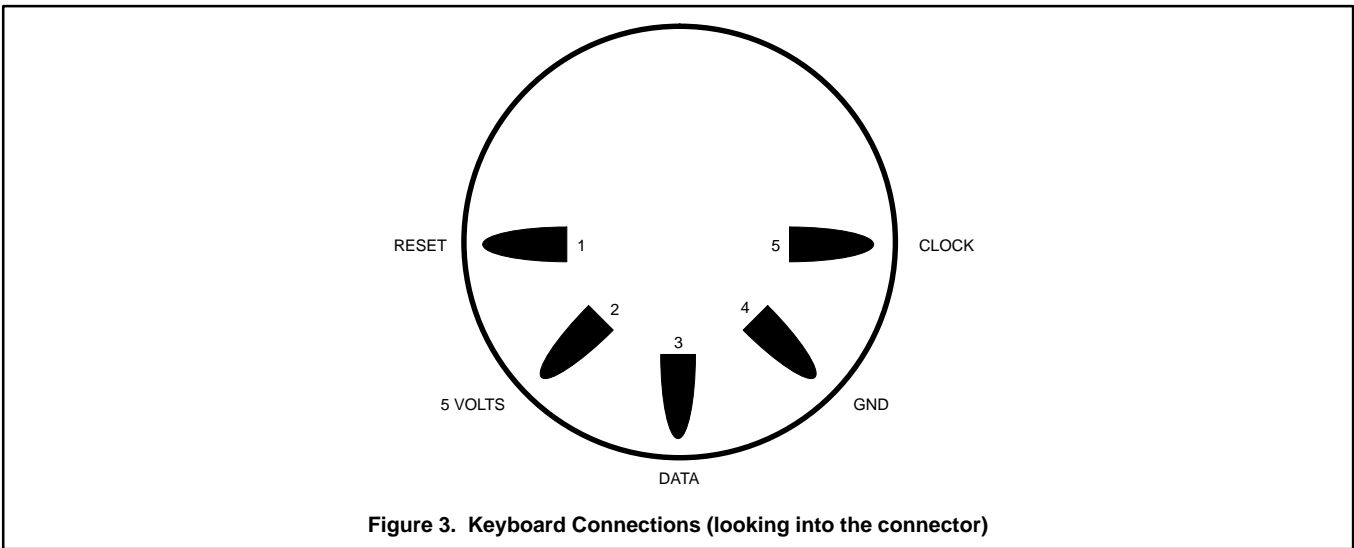 RESET 1 5 CLOCK
2 4
3
5 VOLTS GND
DATA
Figure 3. Keyboard Connections (looking into the connector)